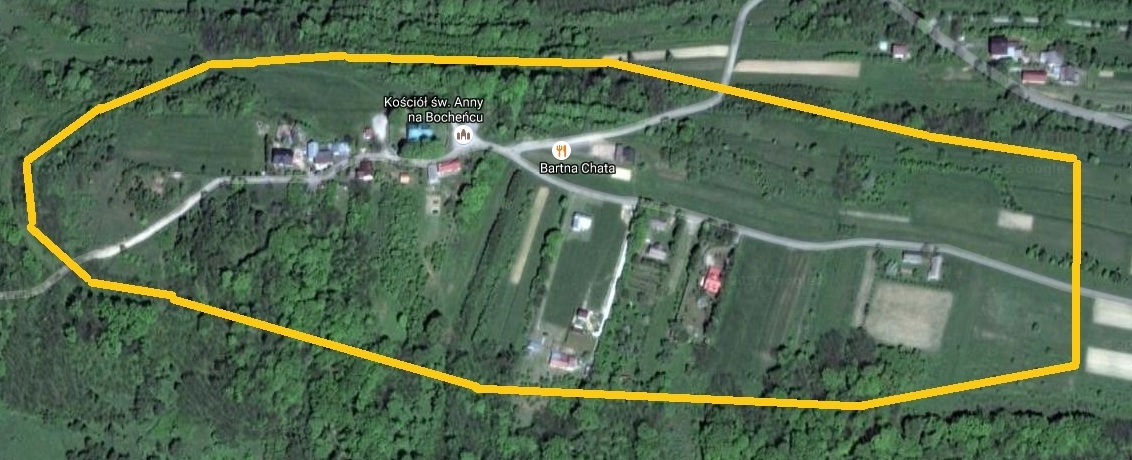 Kościół św. Anny
na Bocheńcu
Bartna Chata